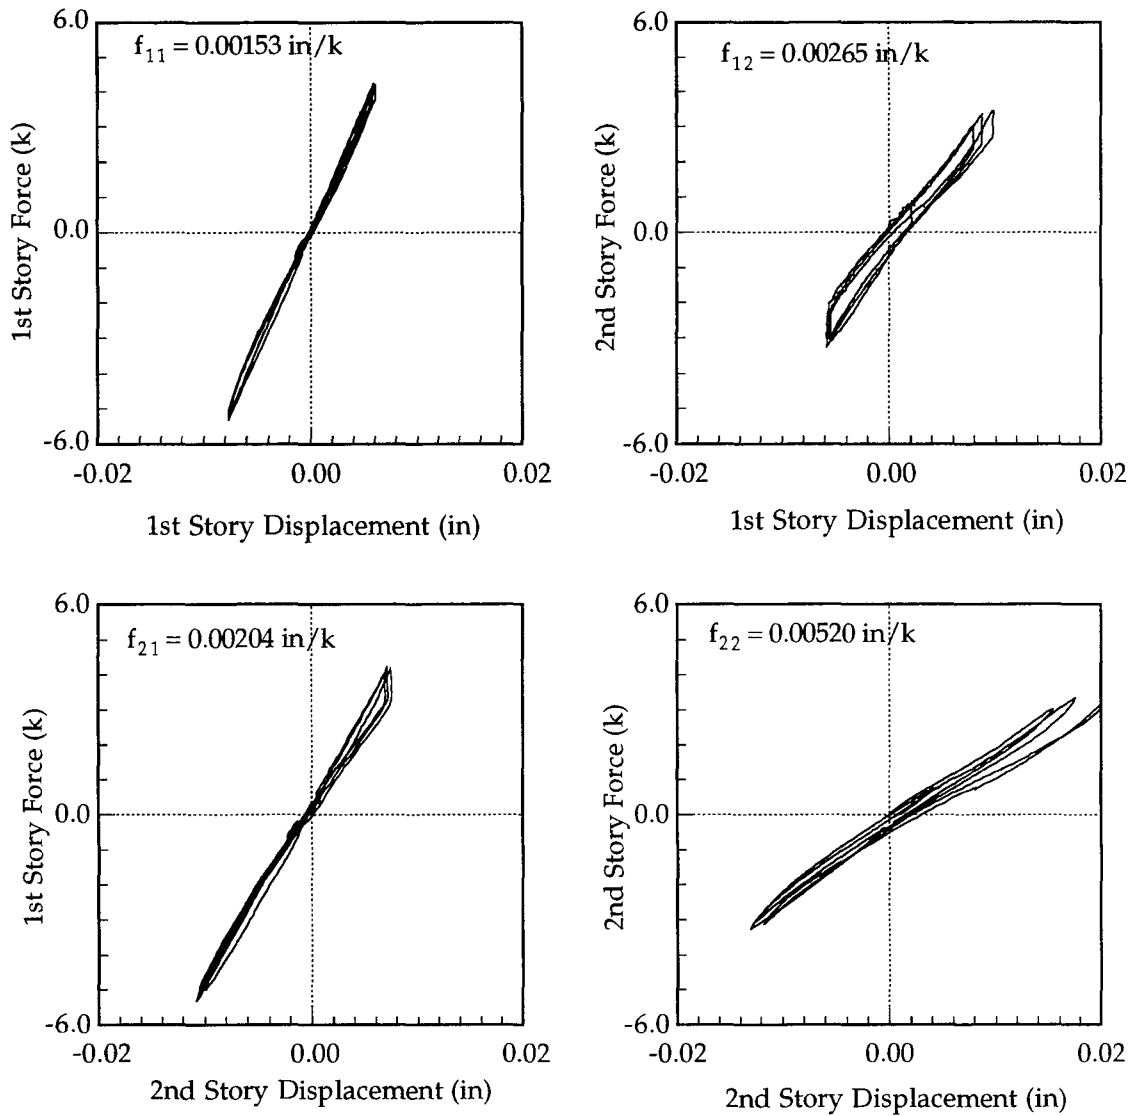 6.0
f11 = 0.00153 in/k
1st Story Force (k)
0.0
-6.0
-0.02
0.00
0.02
1st Story Displacement (in)
6.0
f12 = 0.00265 in/k
2nd Story Force (k)
0.0
-6.0
-0.02
0.00
0.02
1st Story Displacement (in)
6.0
f21 = 0.00204 in/k
1st Story Force (k)
0.0
-6.0
-0.02
0.00
0.02
2nd Story Displacement (in)
6.0
f22 = 0.00520 in/k
2nd Story Force (k)
0.0
-6.0
-0.02
0.00
0.02
2nd Story Displacement (in)